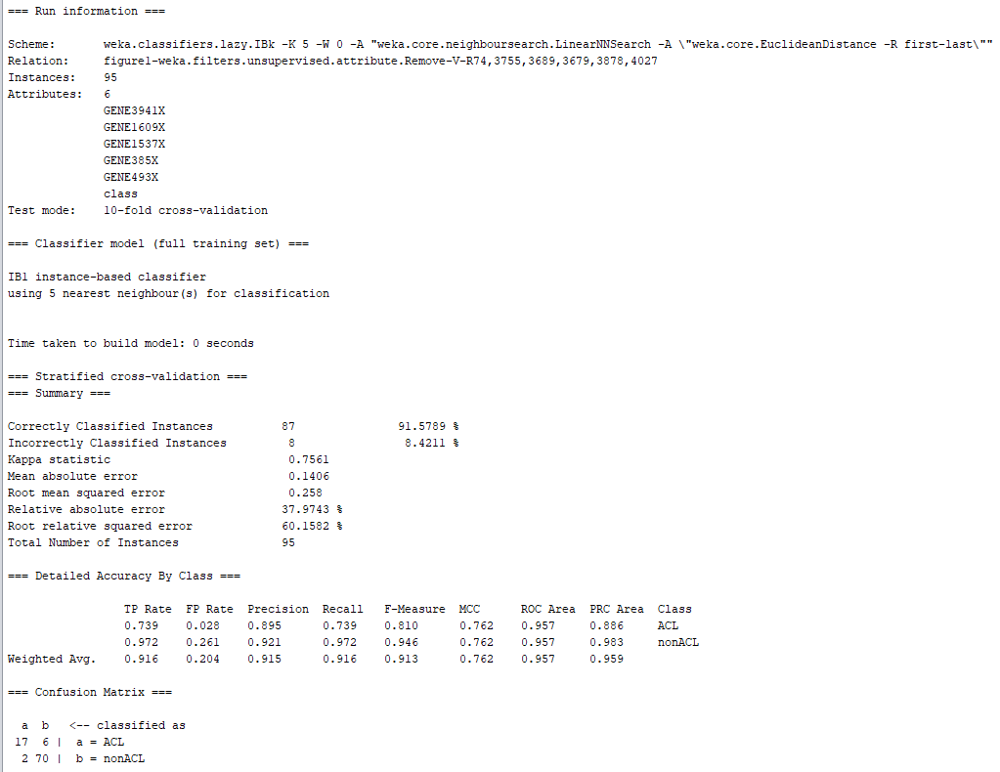 === Run information ===
Scheme: weka.classifiers.lazy.IBk -K 5 -W 0 -A "weka.core.neighboursearch.LinearNNSearch -A \"weka.core.EuclideanDistance -R first-last\""
Relation: figure1-weka.filters.unsupervised.attribute.Remove-V-R74,3755,3689,3679,3878,4027
Instances: 95
Attributes: 6
GENE3941X
GENE1609X
GENE1537X
GENE385X
GENE493X
class
Test mode: 10-fold cross-validation
=== Classifier model (full training set) ===
IB1 instance-based classifier
using 5 nearest neighbour(s) for classification
Time taken to build model: 0 seconds
=== Stratified cross-validation ===
=== Summary ===
Correctly Classified Instances 87 91.5789 %
Incorrectly Classified Instances 8 8.4211 %
Kappa statistic 0.7561
Mean absolute error 0.1406
Root mean squared error 0.258
Relative absolute error 37.9743 %
Root relative squared error 60.1582 %
Total Number of Instances 95
=== Detailed Accuracy By Class ===
TP Rate FP Rate Precision Recall F-Measure MCC ROC Area PRC Area Class
0.739 0.028 0.895 0.739 0.810 0.762 0.957 0.886 ACL
0.972 0.261 0.921 0.972 0.946 0.762 0.957 0.983 nonACL
Weighted Avg. 0.916 0.204 0.915 0.916 0.913 0.762 0.957 0.959
=== Confusion Matrix ===
a b <-- classified as
17 6 | a = ACL
2 70 | b = nonACL